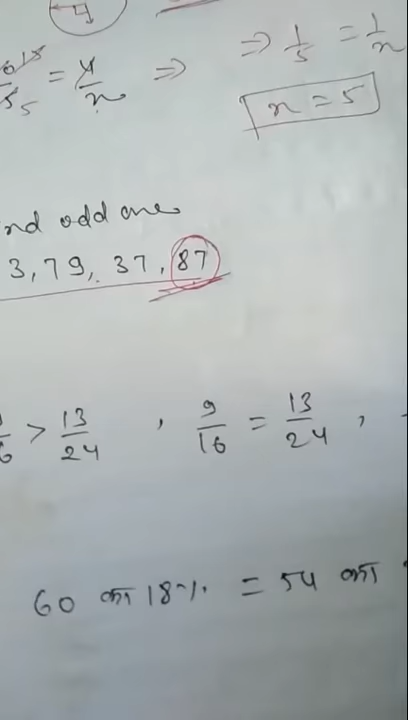 4
5 = y/n ⇒ ⇒ 1/5 = 1/n
n = 5
nd odd one
3, 79, 37, 87
> 13/24 , 9/16 = 13/24 ,
60 का 18% = 54 का